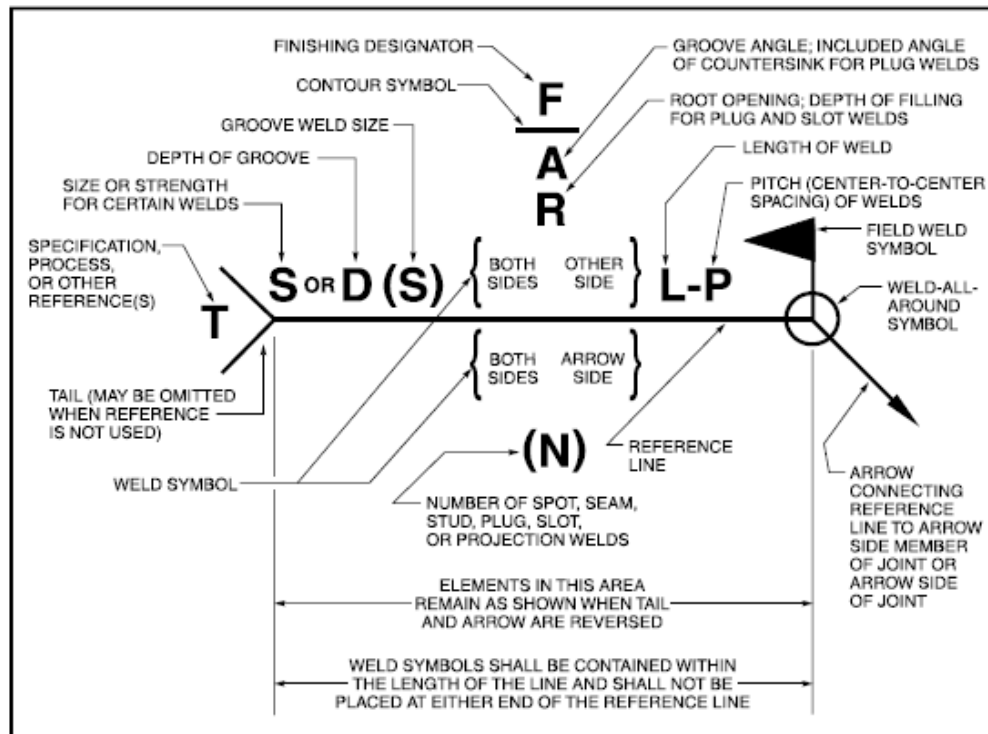 FINISHING DESIGNATOR
CONTOUR SYMBOL
GROOVE WELD SIZE
DEPTH OF GROOVE
SIZE OR STRENGTH
FOR CERTAIN WELDS
SPECIFICATION,
PROCESS,
OR OTHER
REFERENCE(S)
F
A
R
GROOVE ANGLE; INCLUDED ANGLE
OF COUNTERSINK FOR PLUG WELDS
ROOT OPENING; DEPTH OF FILLING
FOR PLUG AND SLOT WELDS
LENGTH OF WELD
PITCH (CENTER-TO-CENTER
SPACING) OF WELDS
FIELD WELD
SYMBOL
WELD-ALL-
AROUND
SYMBOL
T
S OR D (S)
{ BOTH SIDES
OTHER SIDE }
L-P
{ BOTH SIDES
ARROW SIDE }
TAIL (MAY BE OMITTED
WHEN REFERENCE
IS NOT USED)
WELD SYMBOL
(N)
REFERENCE
LINE
NUMBER OF SPOT, SEAM,
STUD, PLUG, SLOT,
OR PROJECTION WELDS
ARROW
CONNECTING
REFERENCE
LINE TO ARROW
SIDE MEMBER
OF JOINT OR
ARROW SIDE
OF JOINT
ELEMENTS IN THIS AREA
REMAIN AS SHOWN WHEN TAIL
AND ARROW ARE REVERSED
WELD SYMBOLS SHALL BE CONTAINED WITHIN
THE LENGTH OF THE LINE AND SHALL NOT BE
PLACED AT EITHER END OF THE REFERENCE LINE